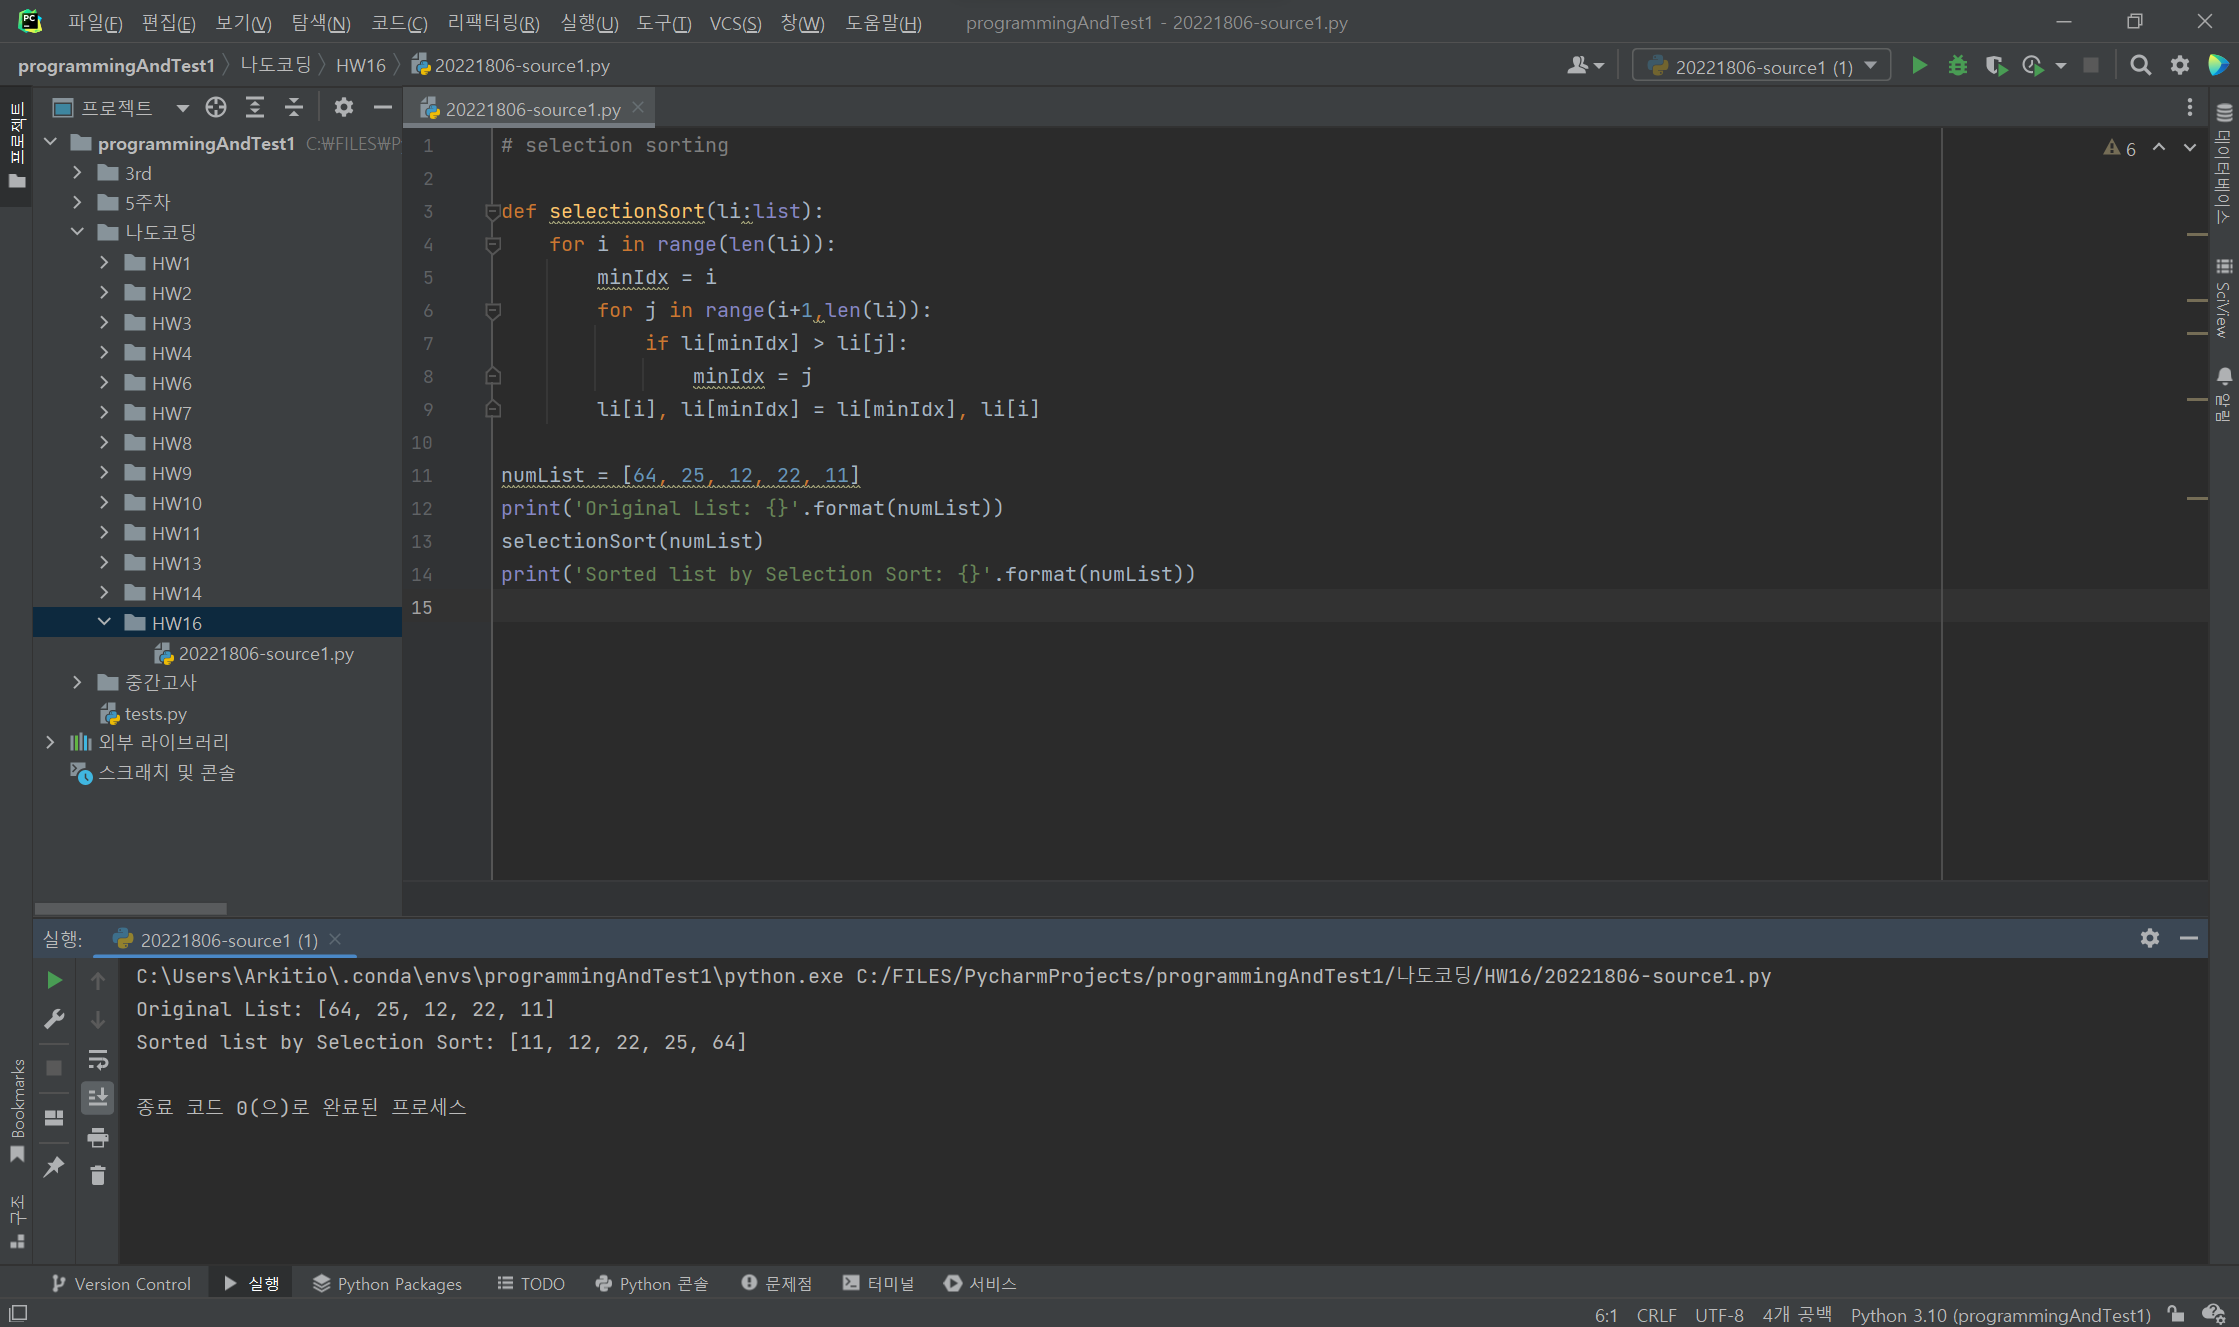 파일(F) 편집(E) 보기(V) 탐색(N) 코드(C) 리팩터링(R) 실행(U) 도구(T) VCS(S) 창(W) 도움말(H) programmingAndTest1 - 20221806-source1.py
programmingAndTest1 나도코딩 HW16 20221806-source1.py
20221806-source1 (1)
프로젝트
프로젝트
programmingAndTest1 C:₩FILES₩P
3rd
5주차
나도코딩
HW1
HW2
HW3
HW4
HW6
HW7
HW8
HW9
HW10
HW11
HW13
HW14
HW16
20221806-source1.py
중간고사
tests.py
외부 라이브러리
스크래치 및 콘솔
20221806-source1.py
6
1 # selection sorting
2
3 def selectionSort(li:list):
4 for i in range(len(li)):
5 minIdx = i
6 for j in range(i+1,len(li)):
7 if li[minIdx] > li[j]:
8 minIdx = j
9 li[i], li[minIdx] = li[minIdx], li[i]
10
11 numList = [64, 25, 12, 22, 11]
12 print('Original List: {}'.format(numList))
13 selectionSort(numList)
14 print('Sorted list by Selection Sort: {}'.format(numList))
15
데이터베이스
SciView
알림
실행: 20221806-source1 (1)
C:\Users\Arkitio\.conda\envs\programmingAndTest1\python.exe C:/FILES/PycharmProjects/programmingAndTest1/나도코딩/HW16/20221806-source1.py
Original List: [64, 25, 12, 22, 11]
Sorted list by Selection Sort: [11, 12, 22, 25, 64]
종료 코드 0(으)로 완료된 프로세스
Bookmarks
구조
Version Control 실행 Python Packages TODO Python 콘솔 문제점 터미널 서비스
6:1 CRLF UTF-8 4개 공백 Python 3.10 (programmingAndTest1)